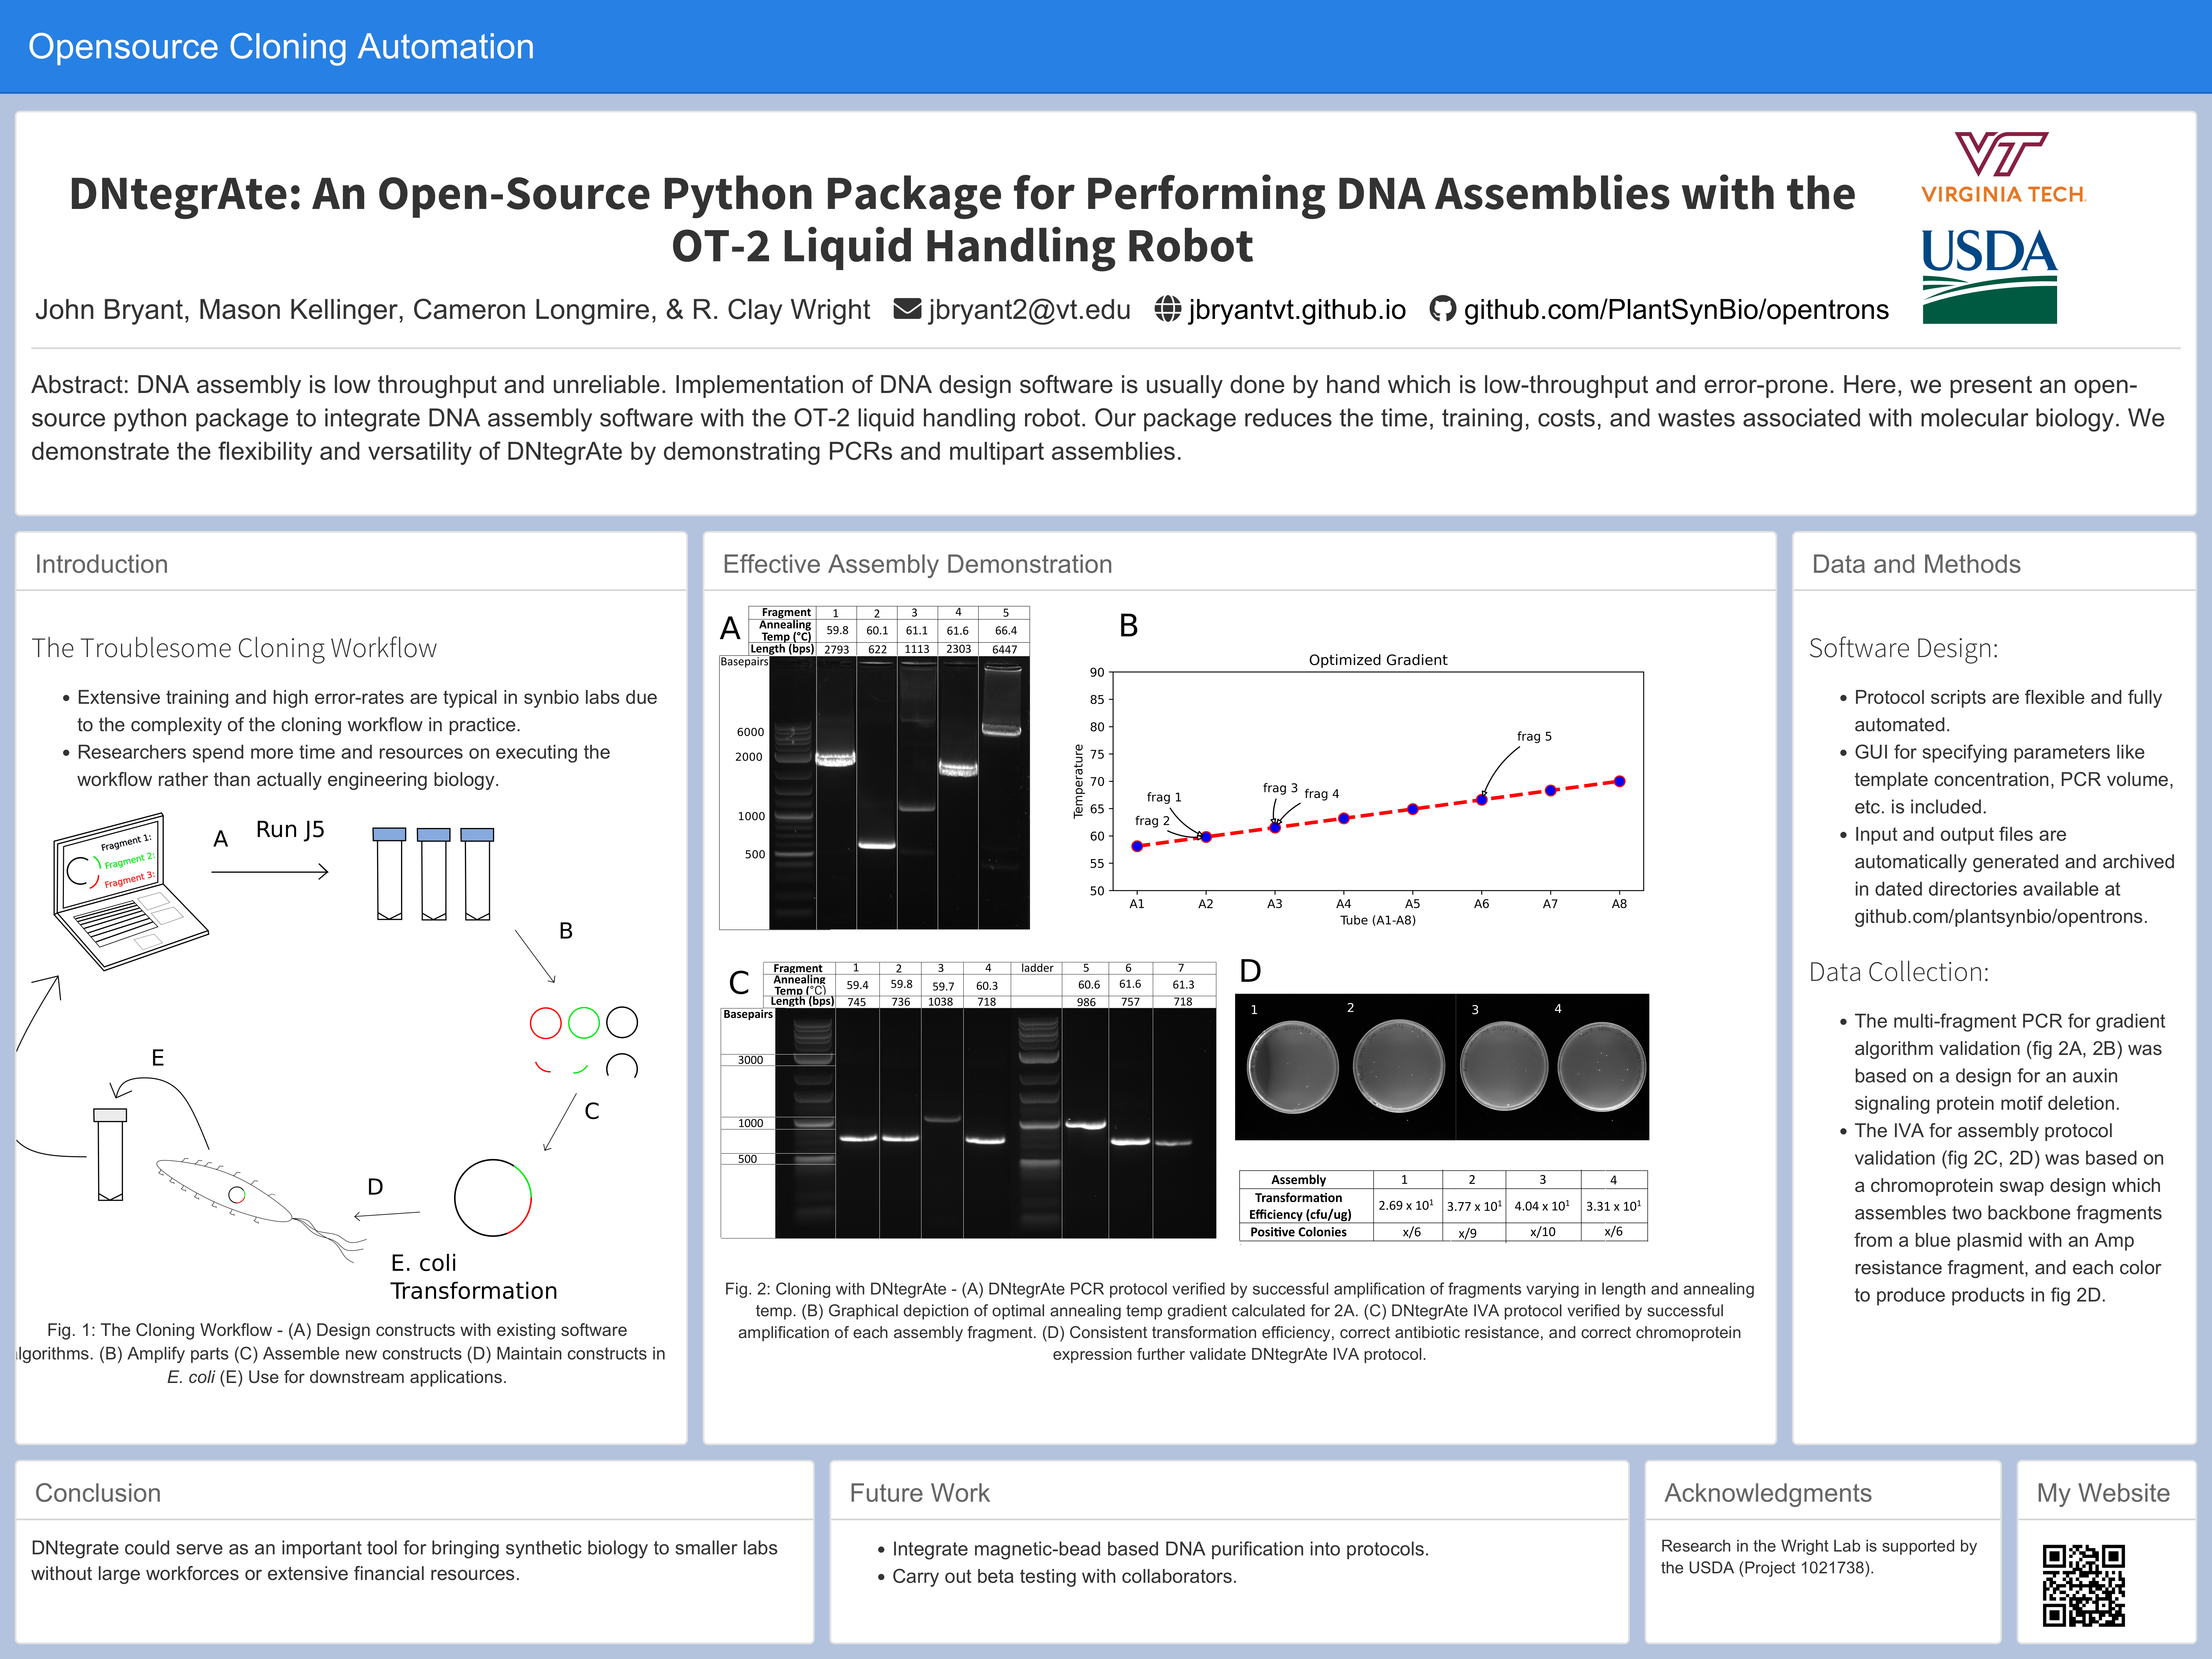 Opensource Cloning Automation
DNtegrAte: An Open-Source Python Package for Performing DNA Assemblies with the
OT-2 Liquid Handling Robot
VT
VIRGINIA TECH
USDA
John Bryant, Mason Kellinger, Cameron Longmire, & R. Clay Wright jbryant2@vt.edu jbryantvt.github.io github.com/PlantSynBio/opentrons
Abstract: DNA assembly is low throughput and unreliable. Implementation of DNA design software is usually done by hand which is low-throughput and error-prone. Here, we present an open-
source python package to integrate DNA assembly software with the OT-2 liquid handling robot. Our package reduces the time, training, costs, and wastes associated with molecular biology. We
demonstrate the flexibility and versatility of DNtegrAte by demonstrating PCRs and multipart assemblies.
Introduction
The Troublesome Cloning Workflow
• Extensive training and high error-rates are typical in synbio labs due
to the complexity of the cloning workflow in practice.
• Researchers spend more time and resources on executing the
workflow rather than actually engineering biology.
Fragment 1:
Fragment 2:
Fragment 3:
A Run J5
B
C
D
E
E. coli
Transformation
Fig. 1: The Cloning Workflow - (A) Design constructs with existing software
lgorithms. (B) Amplify parts (C) Assemble new constructs (D) Maintain constructs in
E. coli (E) Use for downstream applications.
Effective Assembly Demonstration
A
Fragment 1 2 3 4 5
Annealing
Temp (°C) 59.8 60.1 61.1 61.6 66.4
Length (bps) 2793 622 1113 2303 6447
Basepairs
6000
2000
1000
500
B
Optimized Gradient
Temperature
90
85
80
75
70
65
60
55
50
frag 1
frag 2
frag 3
frag 4
frag 5
A1 A2 A3 A4 A5 A6 A7 A8
Tube (A1-A8)
C
Fragment 1 2 3 4 ladder 5 6 7
Annealing
Temp (°C) 59.4 59.8 59.7 60.3 60.6 61.6 61.3
Length (bps) 745 736 1038 718 986 757 718
Basepairs
3000
1000
500
D
1 2 3 4
Assembly 1 2 3 4
Transformation
Efficiency (cfu/ug) 2.69 x 10¹ 3.77 x 10¹ 4.04 x 10¹ 3.31 x 10¹
Positive Colonies x/6 x/9 x/10 x/6
Fig. 2: Cloning with DNtegrAte - (A) DNtegrAte PCR protocol verified by successful amplification of fragments varying in length and annealing
temp. (B) Graphical depiction of optimal annealing temp gradient calculated for 2A. (C) DNtegrAte IVA protocol verified by successful
amplification of each assembly fragment. (D) Consistent transformation efficiency, correct antibiotic resistance, and correct chromoprotein
expression further validate DNtegrAte IVA protocol.
Data and Methods
Software Design:
• Protocol scripts are flexible and fully
automated.
• GUI for specifying parameters like
template concentration, PCR volume,
etc. is included.
• Input and output files are
automatically generated and archived
in dated directories available at
github.com/plantsynbio/opentrons.
Data Collection:
• The multi-fragment PCR for gradient
algorithm validation (fig 2A, 2B) was
based on a design for an auxin
signaling protein motif deletion.
• The IVA for assembly protocol
validation (fig 2C, 2D) was based on
a chromoprotein swap design which
assembles two backbone fragments
from a blue plasmid with an Amp
resistance fragment, and each color
to produce products in fig 2D.
Conclusion
DNtegrate could serve as an important tool for bringing synthetic biology to smaller labs
without large workforces or extensive financial resources.
Future Work
• Integrate magnetic-bead based DNA purification into protocols.
• Carry out beta testing with collaborators.
Acknowledgments
Research in the Wright Lab is supported by
the USDA (Project 1021738).
My Website